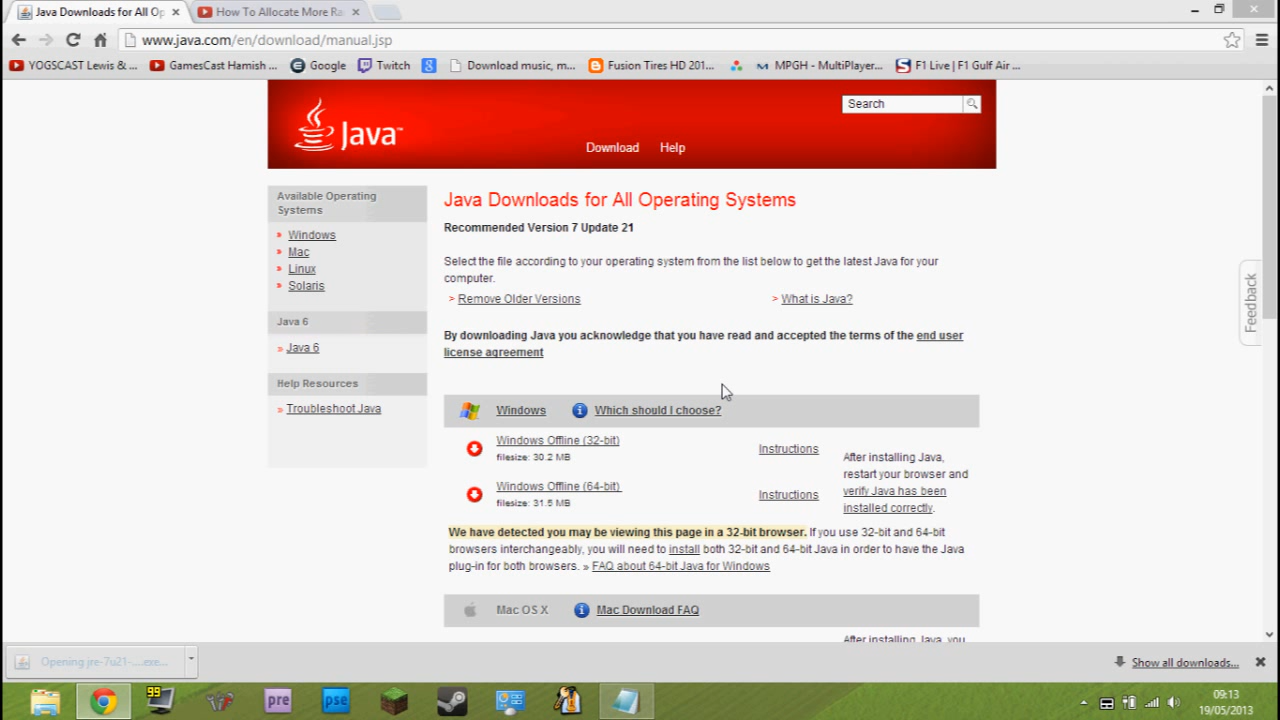 Java Downloads for All Op
How To Allocate More Ra
www.java.com/en/download/manual.jsp
YOGSCAST Lewis & ...
GamesCast Hamish ...
Google
Twitch
Download music, m...
Fusion Tires HD 201...
MPGH - MultiPlayer...
F1 Live | F1 Gulf Air ...
Java™
Search
Download
Help
Available Operating
Systems
Windows
Mac
Linux
Solaris
Java 6
Java 6
Help Resources
Troubleshoot Java
Java Downloads for All Operating Systems
Recommended Version 7 Update 21
Select the file according to your operating system from the list below to get the latest Java for your
computer.
> Remove Older Versions
> What is Java?
By downloading Java you acknowledge that you have read and accepted the terms of the end user
license agreement
Windows
Which should I choose?
Windows Offline (32-bit)
filesize: 30.2 MB
Instructions
Windows Offline (64-bit)
filesize: 31.5 MB
Instructions
After installing Java,
restart your browser and
verify Java has been
installed correctly.
We have detected you may be viewing this page in a 32-bit browser. If you use 32-bit and 64-bit
browsers interchangeably, you will need to install both 32-bit and 64-bit Java in order to have the Java
plug-in for both browsers. » FAQ about 64-bit Java for Windows
Mac OS X
Mac Download FAQ
After installing Java, you
Feedback
Opening jre-7u21-....exe...
Show all downloads...
99
pre
pse
09:13
19/05/2013